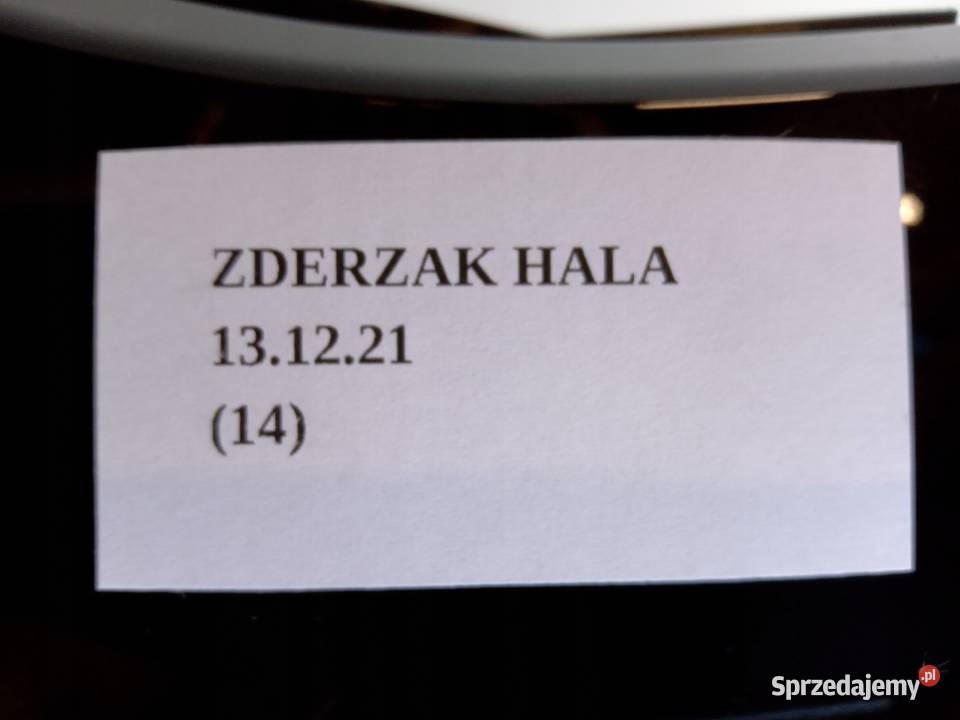 ZDERZAK HALA
13.12.21
(14)
Sprzedajemy.pl